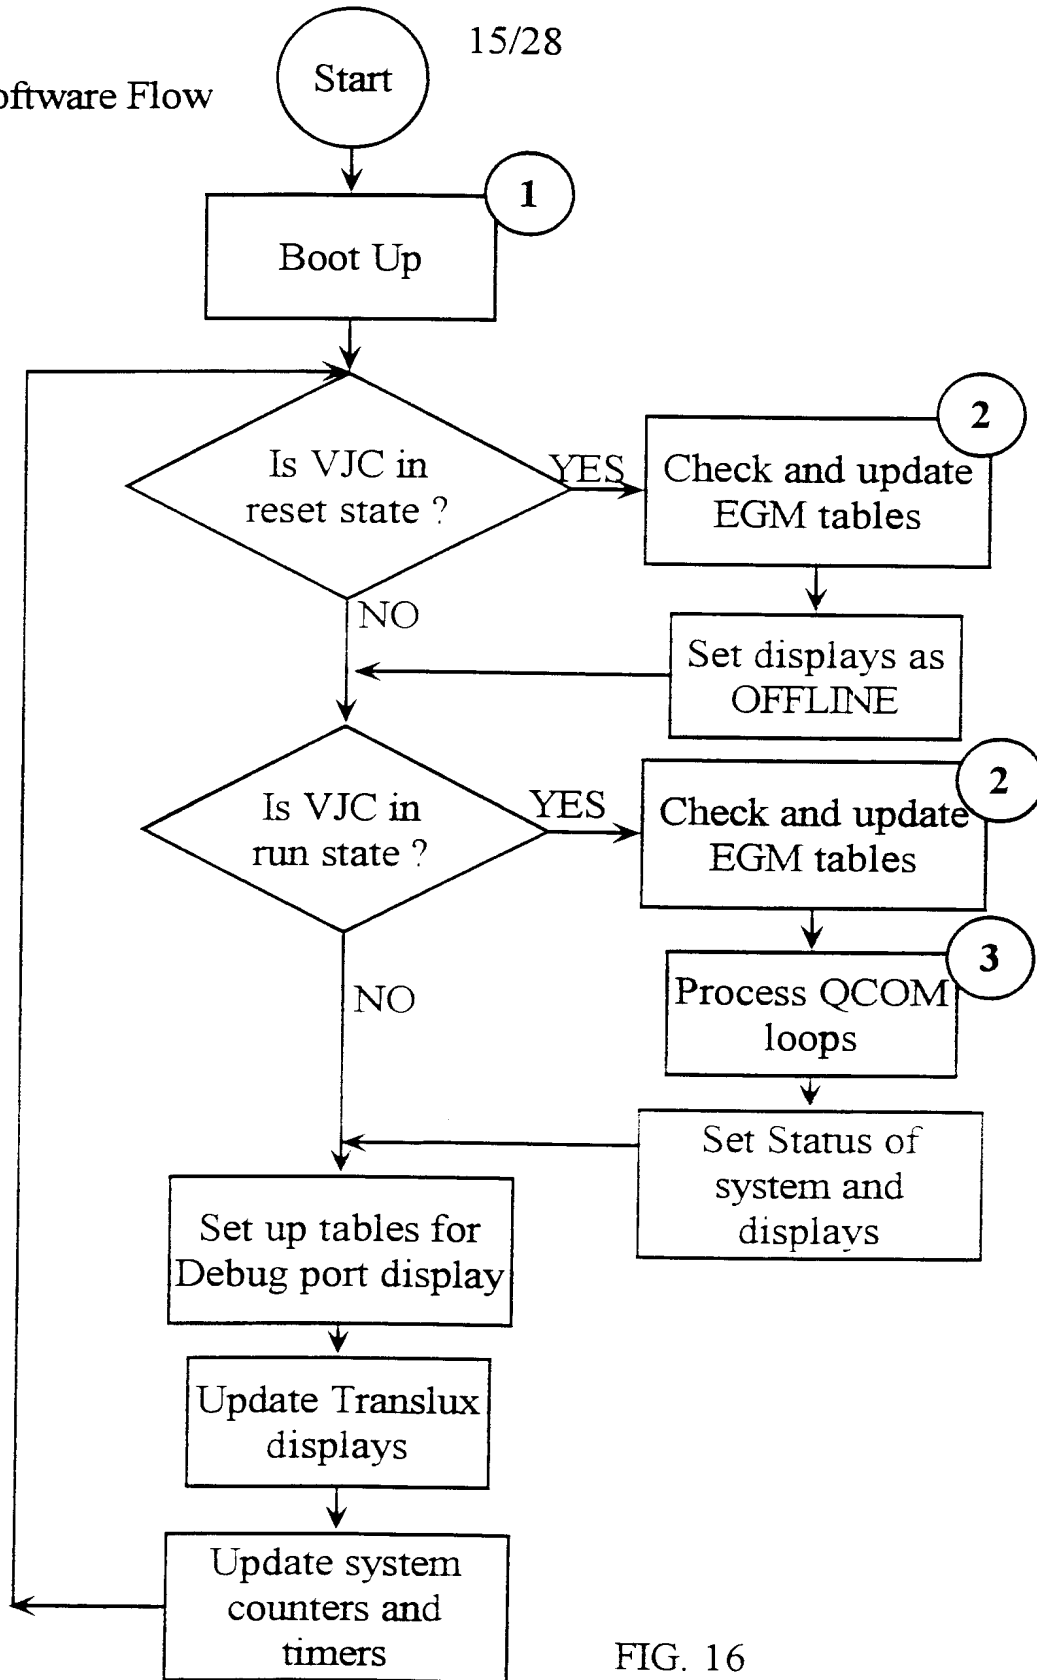 15/28
oftware Flow
Start
1
Boot Up
2
Is VJC in
reset state ?
YES
Check and update
EGM tables
NO
Set displays as
OFFLINE
2
Is VJC in
run state ?
YES
Check and update
EGM tables
3
NO
Process QCOM
loops
Set Status of
system and
displays
Set up tables for
Debug port display
Update Translux
displays
Update system
counters and
timers
FIG. 16